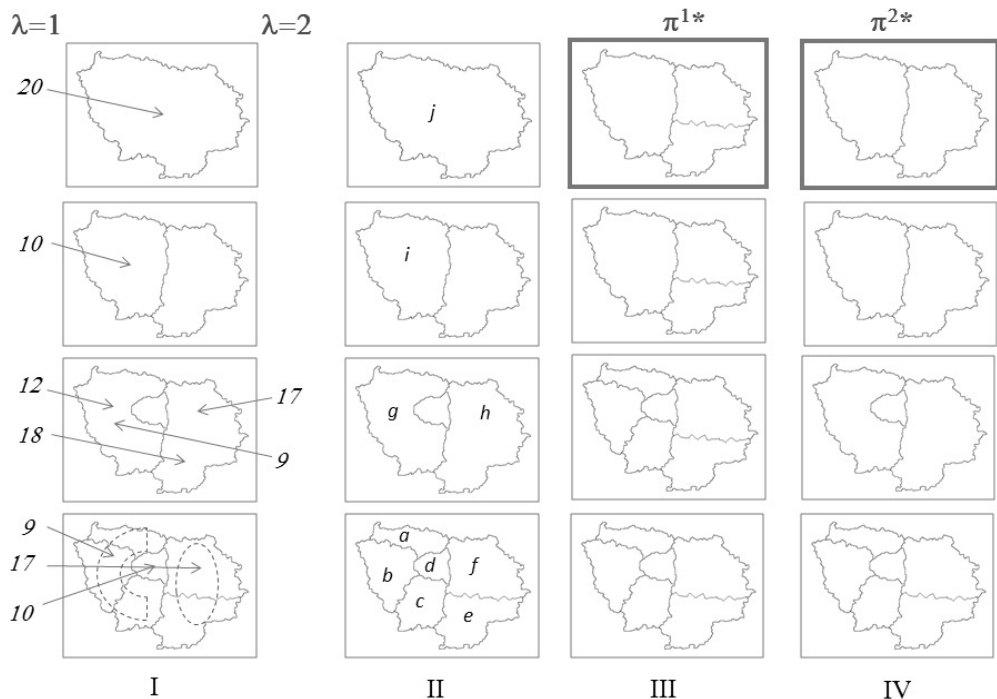 λ=1 λ=2 π¹* π²*
20
j
10
i
12 17
18 9
g h
9
17
10
a
b d f
c e
I II III IV